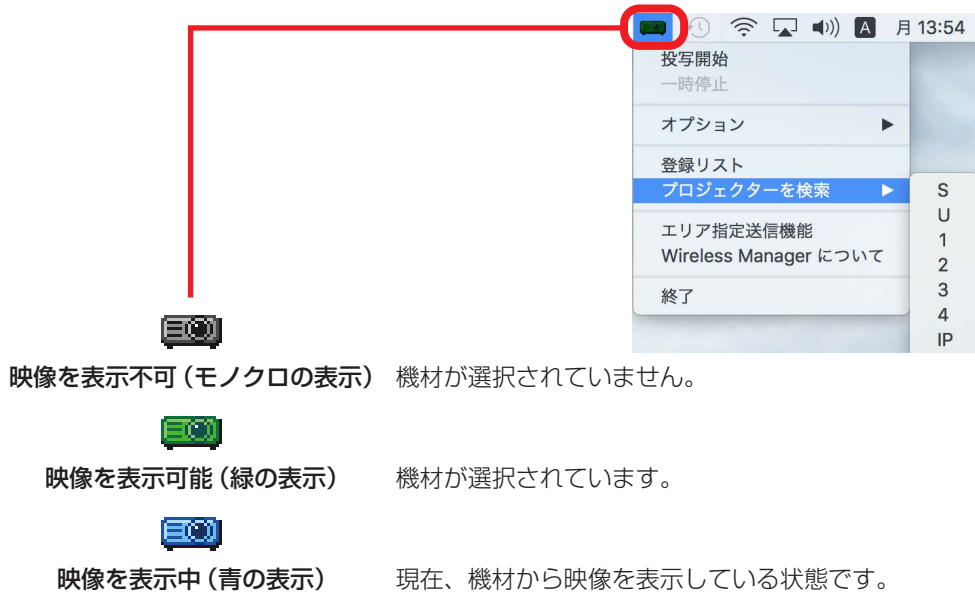 A 月 13:54
投写開始
一時停止
オプション ▶
登録リスト
プロジェクターを検索 ▶
S
U
1
2
3
4
IP
エリア指定送信機能
Wireless Manager について
終了
映像を表示不可（モノクロの表示） 機材が選択されていません。
映像を表示可能（緑の表示） 機材が選択されています。
映像を表示中（青の表示） 現在、機材から映像を表示している状態です。